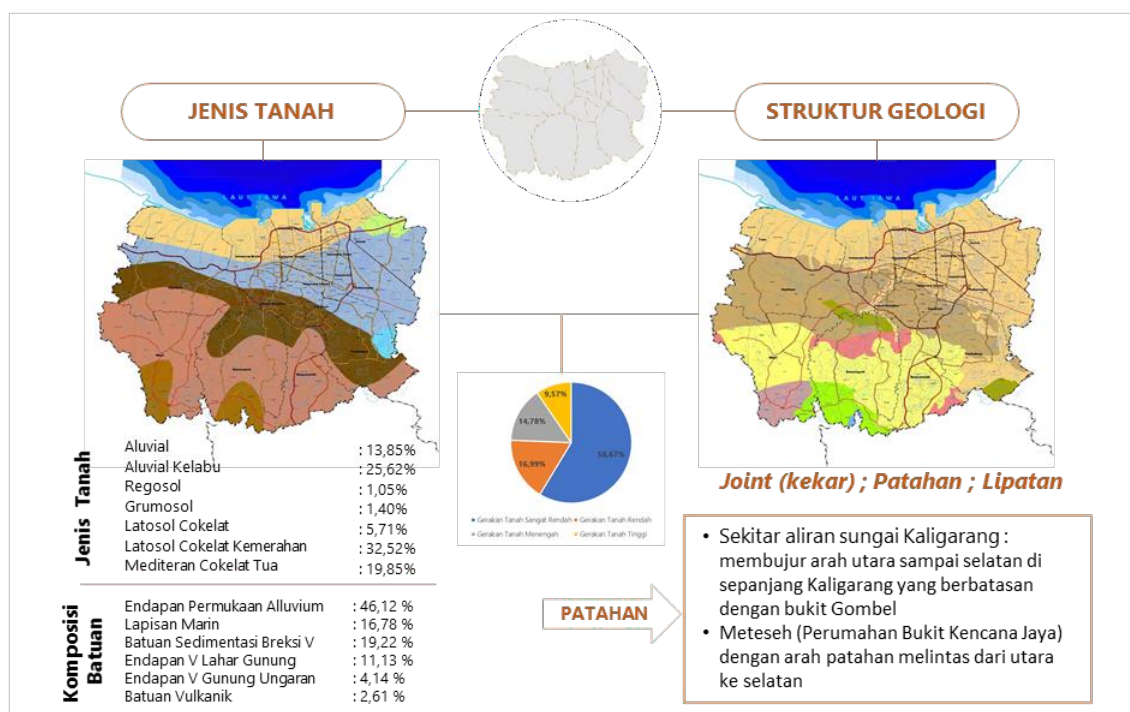 JENIS TANAH
STRUKTUR GEOLOGI
LAUT JAWA
LAUT JAWA
Jenis Tanah
Aluvial : 13,85%
Aluvial Kelabu : 25,62%
Regosol : 1,05%
Grumosol : 1,40%
Latosol Cokelat : 5,71%
Latosol Cokelat Kemerahan : 32,52%
Mediteran Cokelat Tua : 19,85%
Komposisi
Batuan
Endapan Permukaan Alluvium : 46,12 %
Lapisan Marin : 16,78 %
Batuan Sedimentasi Breksi V : 19,22 %
Endapan V Lahar Gunung : 11,13 %
Endapan V Gunung Ungaran : 4,14 %
Batuan Vulkanik : 2,61 %
9,57%
14,78%
58,67%
16,99%
Gerakan Tanah Sangat Rendah Gerakan Tanah Rendah
Gerakan Tanah Menengah Gerakan Tanah Tinggi
Joint (kekar) ; Patahan ; Lipatan
PATAHAN
• Sekitar aliran sungai Kaligarang :
membujur arah utara sampai selatan di
sepanjang Kaligarang yang berbatasan
dengan bukit Gombel
• Meteseh (Perumahan Bukit Kencana Jaya)
dengan arah patahan melintas dari utara
ke selatan